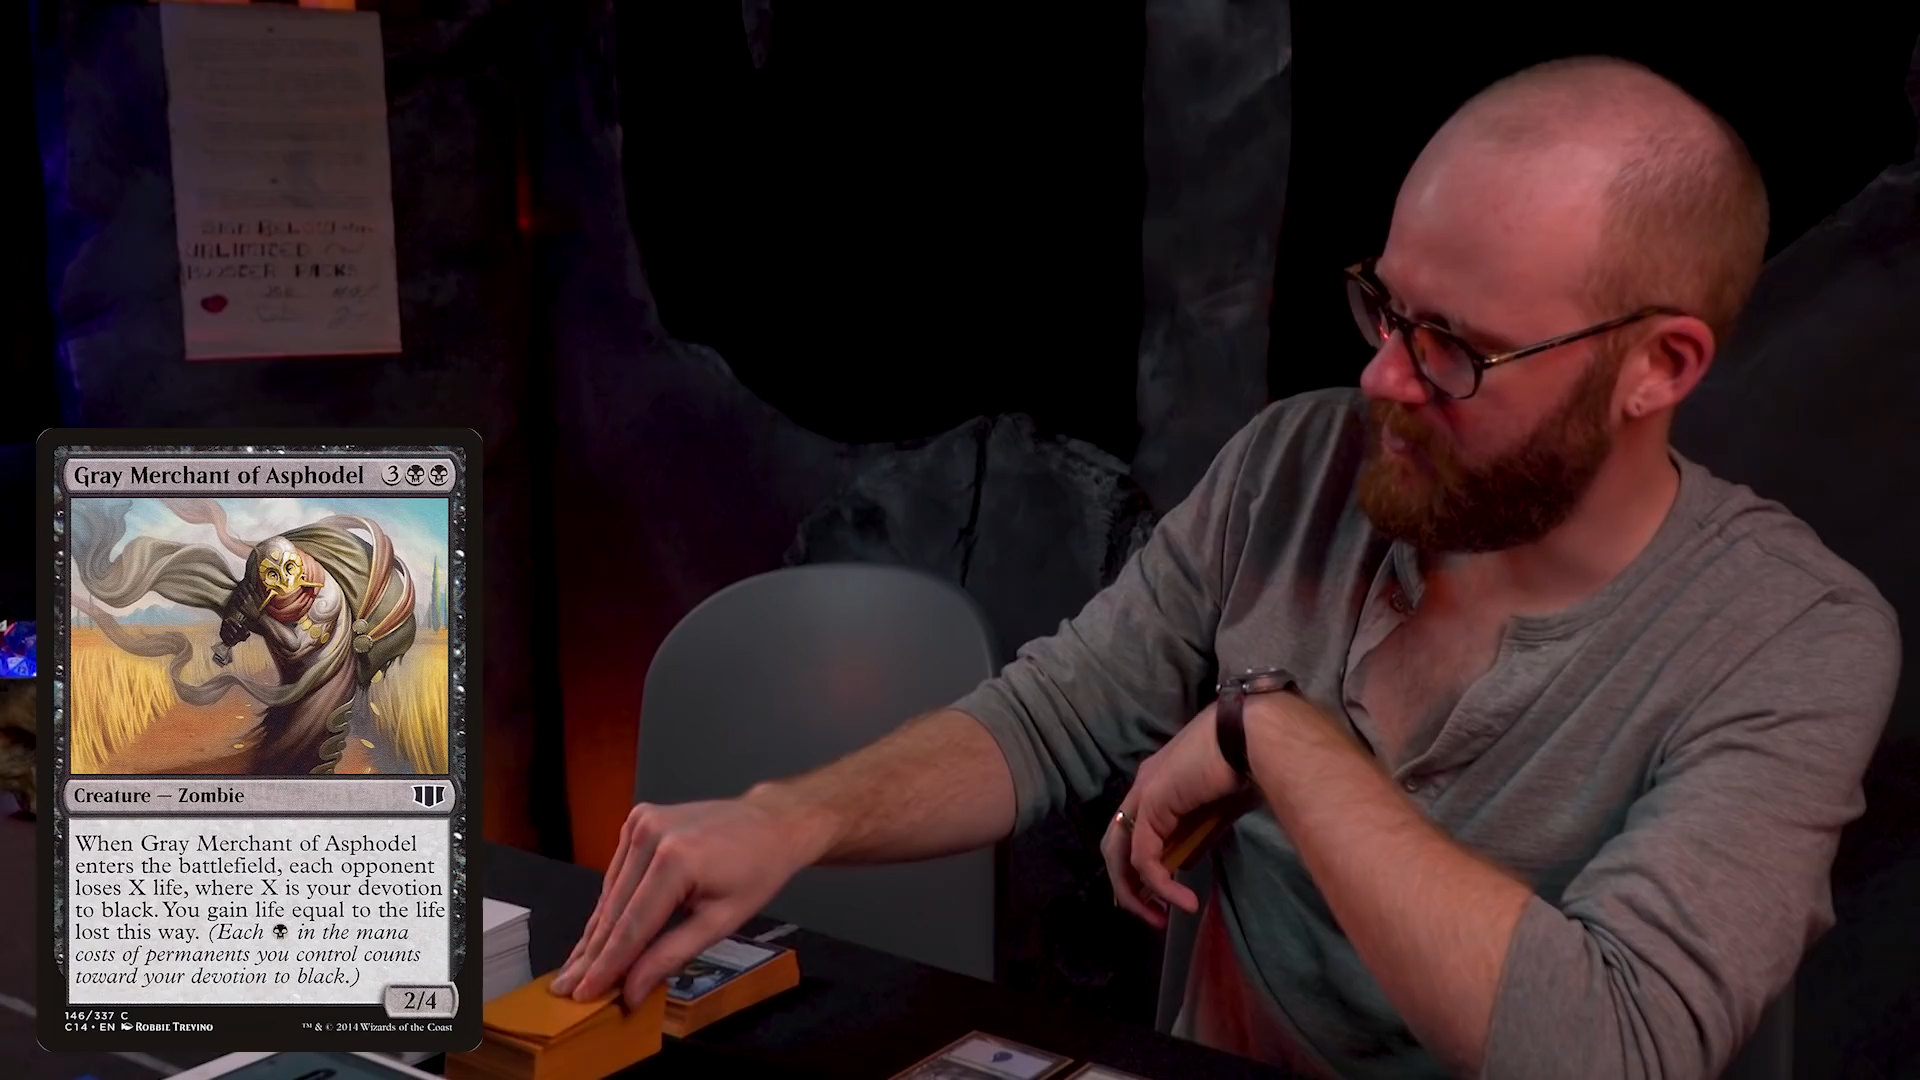 SIGN BELOW
UNLIMITED
BOOSTER PACKS
Gray Merchant of Asphodel 3
Creature — Zombie
When Gray Merchant of Asphodel
enters the battlefield, each opponent
loses X life, where X is your devotion
to black. You gain life equal to the life
lost this way. (Each in the mana
costs of permanents you control counts
toward your devotion to black.)
2/4
146/337 C
C14 • EN Robbie Trevino
™ & © 2014 Wizards of the Coast